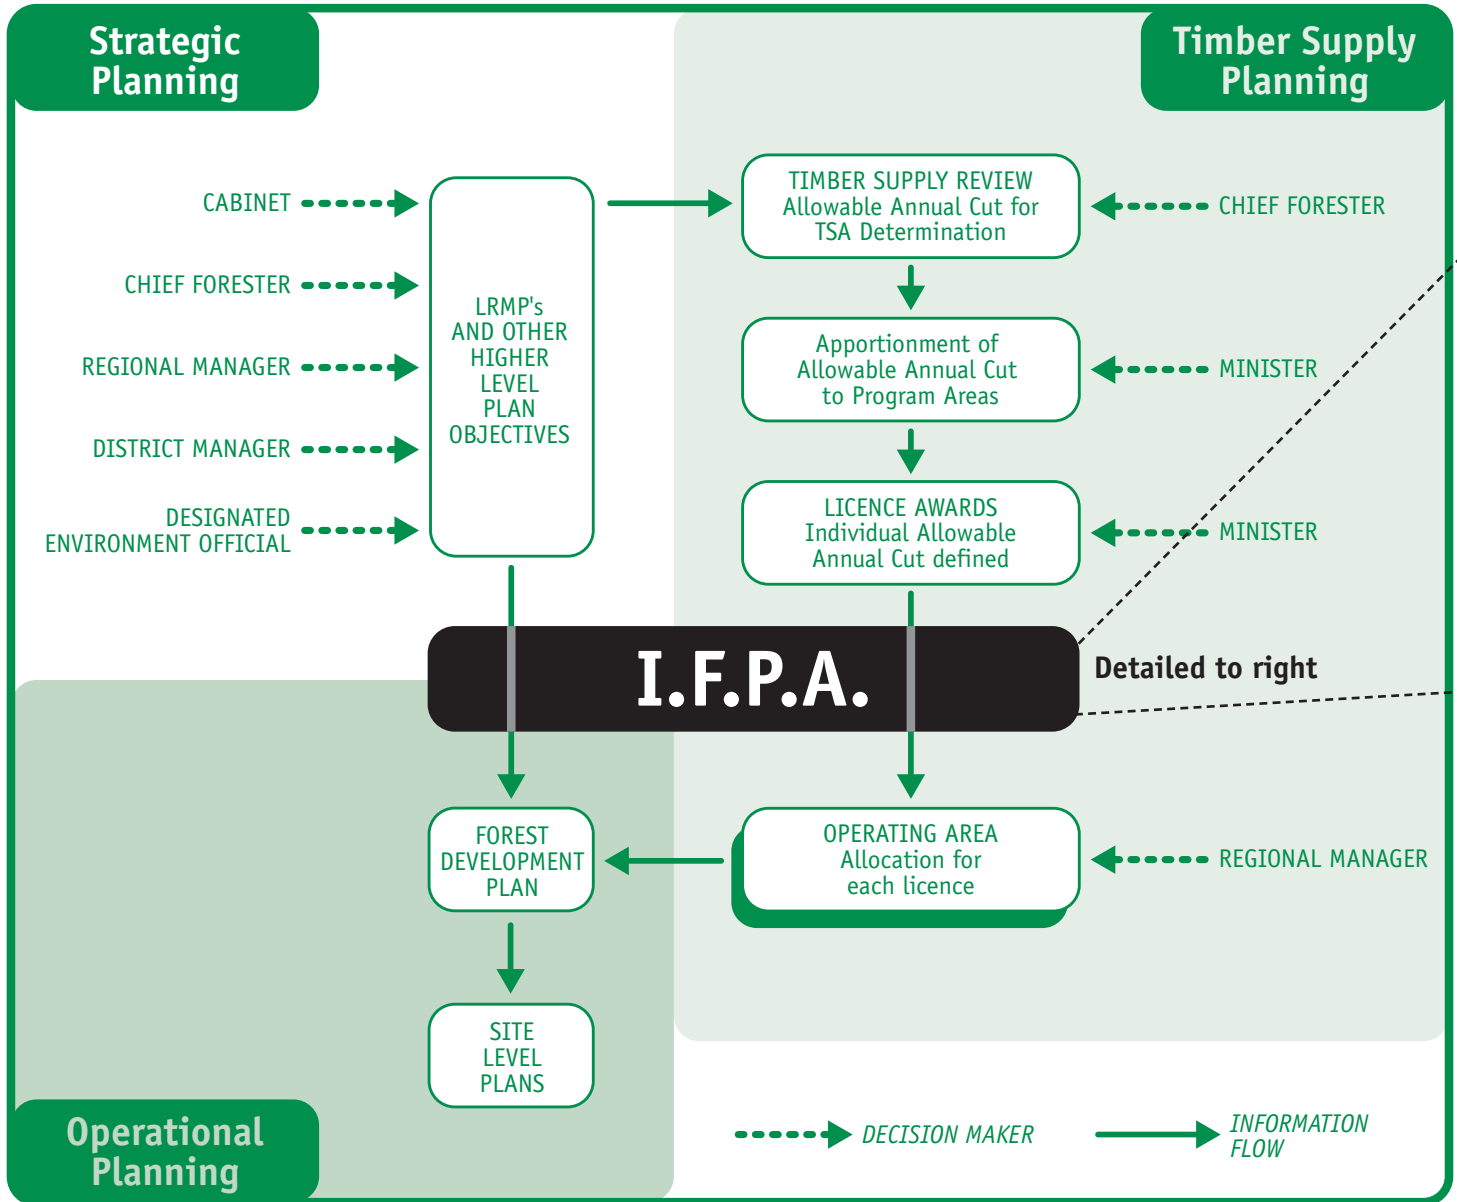 Strategic
Planning
Timber Supply
Planning
CABINET
CHIEF FORESTER
REGIONAL MANAGER
DISTRICT MANAGER
DESIGNATED
ENVIRONMENT OFFICIAL
LRMP's
AND OTHER
HIGHER
LEVEL
PLAN
OBJECTIVES
TIMBER SUPPLY REVIEW
Allowable Annual Cut for
TSA Determination
CHIEF FORESTER
Apportionment of
Allowable Annual Cut
to Program Areas
MINISTER
LICENCE AWARDS
Individual Allowable
Annual Cut defined
MINISTER
I.F.P.A.
Detailed to right
FOREST
DEVELOPMENT
PLAN
OPERATING AREA
Allocation for
each licence
REGIONAL MANAGER
SITE
LEVEL
PLANS
Operational
Planning
DECISION MAKER
INFORMATION
FLOW